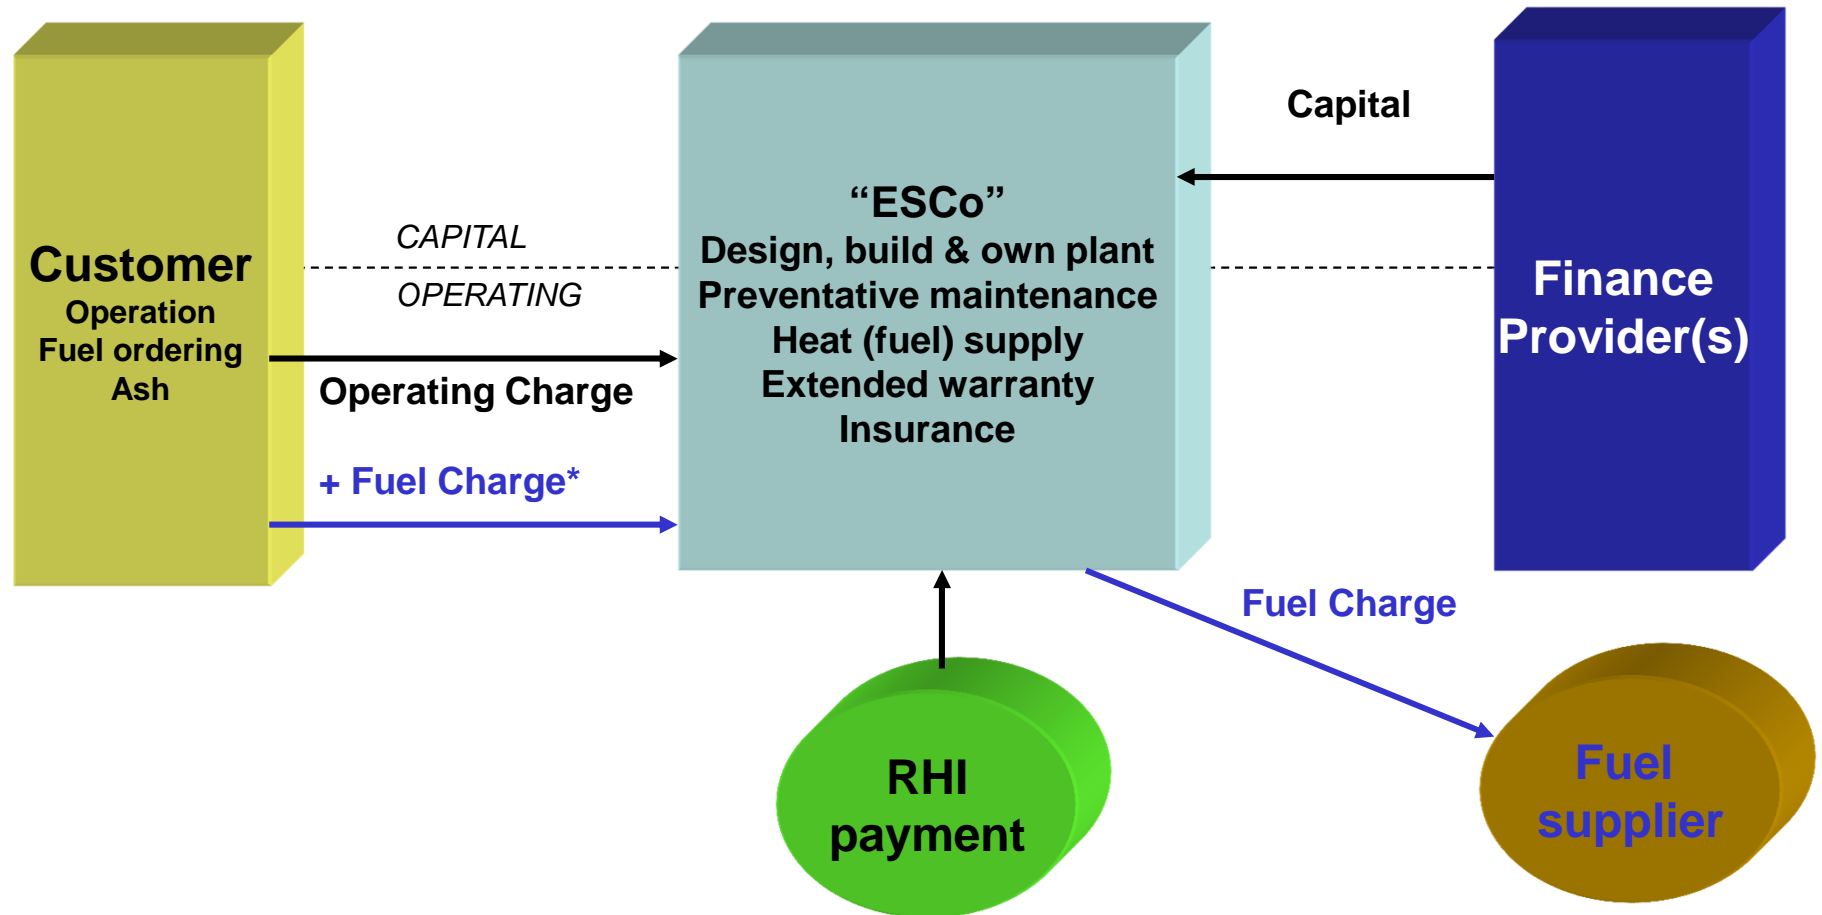 Customer
Operation
Fuel ordering
Ash
CAPITAL
OPERATING
Operating Charge
+ Fuel Charge*
“ESCo”
Design, build & own plant
Preventative maintenance
Heat (fuel) supply
Extended warranty
Insurance
Capital
Finance
Provider(s)
Fuel Charge
RHI
payment
Fuel
supplier